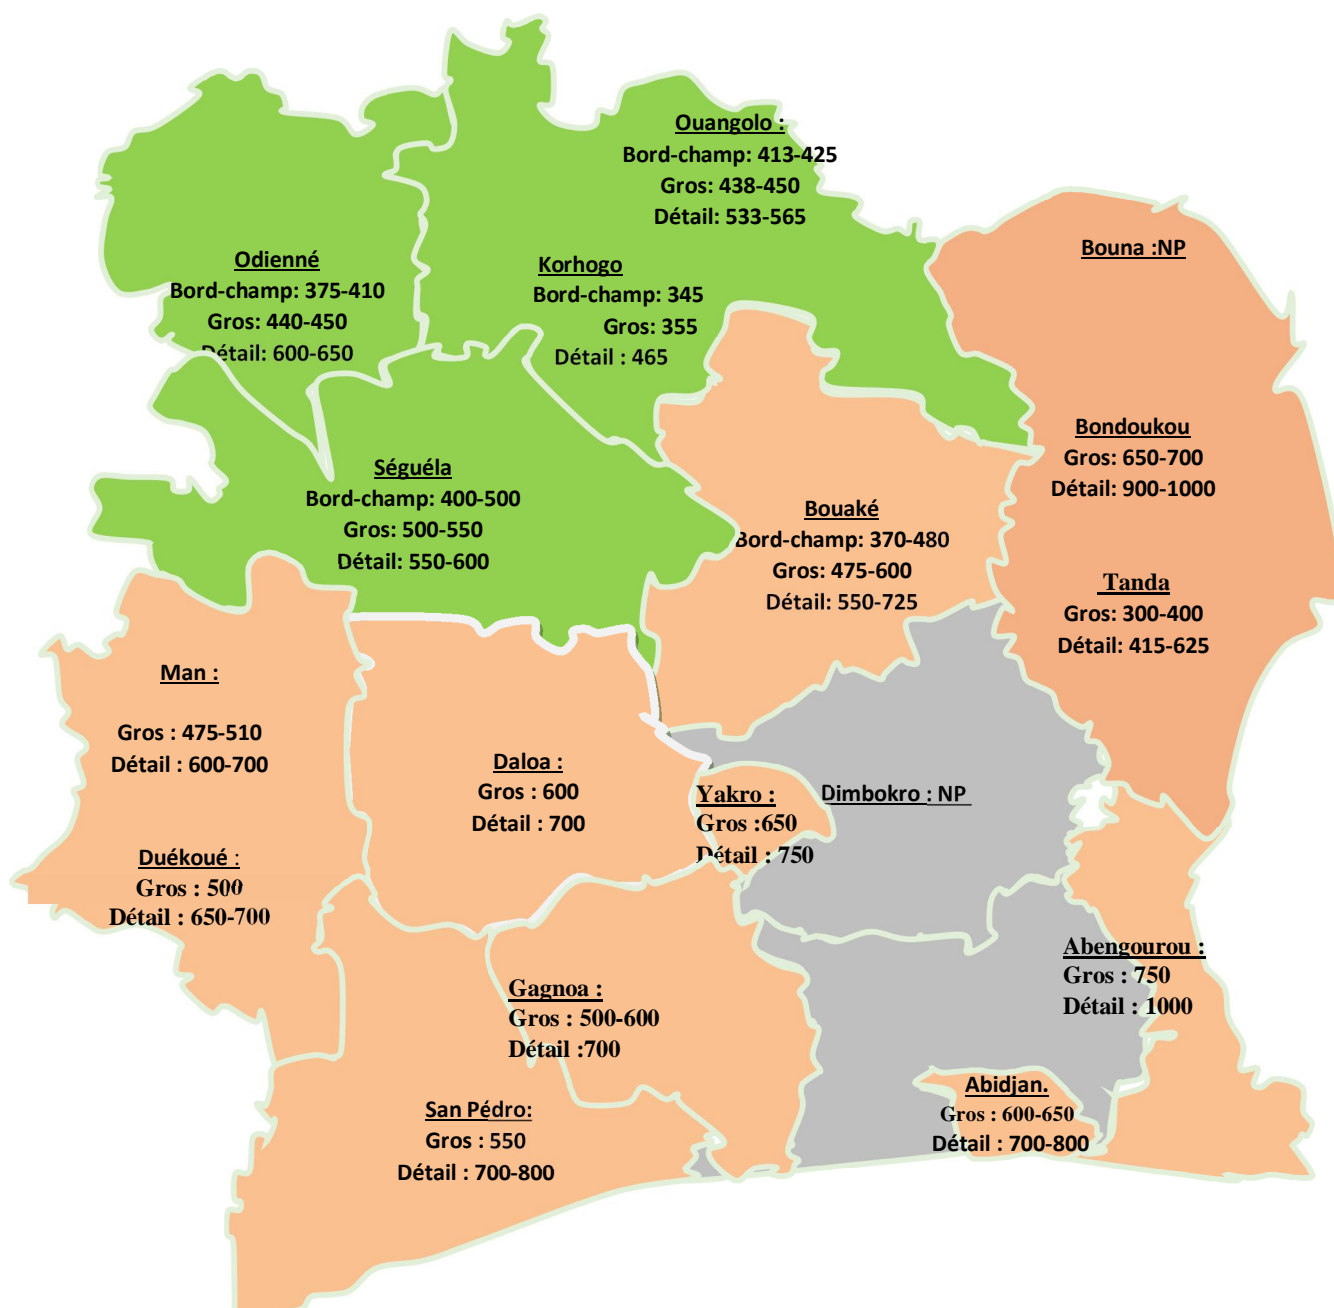 Ouangolo :
Bord-champ: 413-425
Gros: 438-450
Détail: 533-565
Bouna :NP
Odienné
Bord-champ: 375-410
Gros: 440-450
Détail: 600-650
Korhogo
Bord-champ: 345
Gros: 355
Détail : 465
Bondoukou
Gros: 650-700
Détail: 900-1000
Séguéla
Bord-champ: 400-500
Gros: 500-550
Détail: 550-600
Bouaké
Bord-champ: 370-480
Gros: 475-600
Détail: 550-725
Tanda
Gros: 300-400
Détail: 415-625
Man :
Gros : 475-510
Détail : 600-700
Daloa :
Gros : 600
Détail : 700
Yakro :
Gros :650
Détail : 750
Dimbokro : NP
Duékoué :
Gros : 500
Détail : 650-700
Gagnoa :
Gros : 500-600
Détail :700
Abengourou :
Gros : 750
Détail : 1000
San Pédro:
Gros : 550
Détail : 700-800
Abidjan.
Gros : 600-650
Détail : 700-800